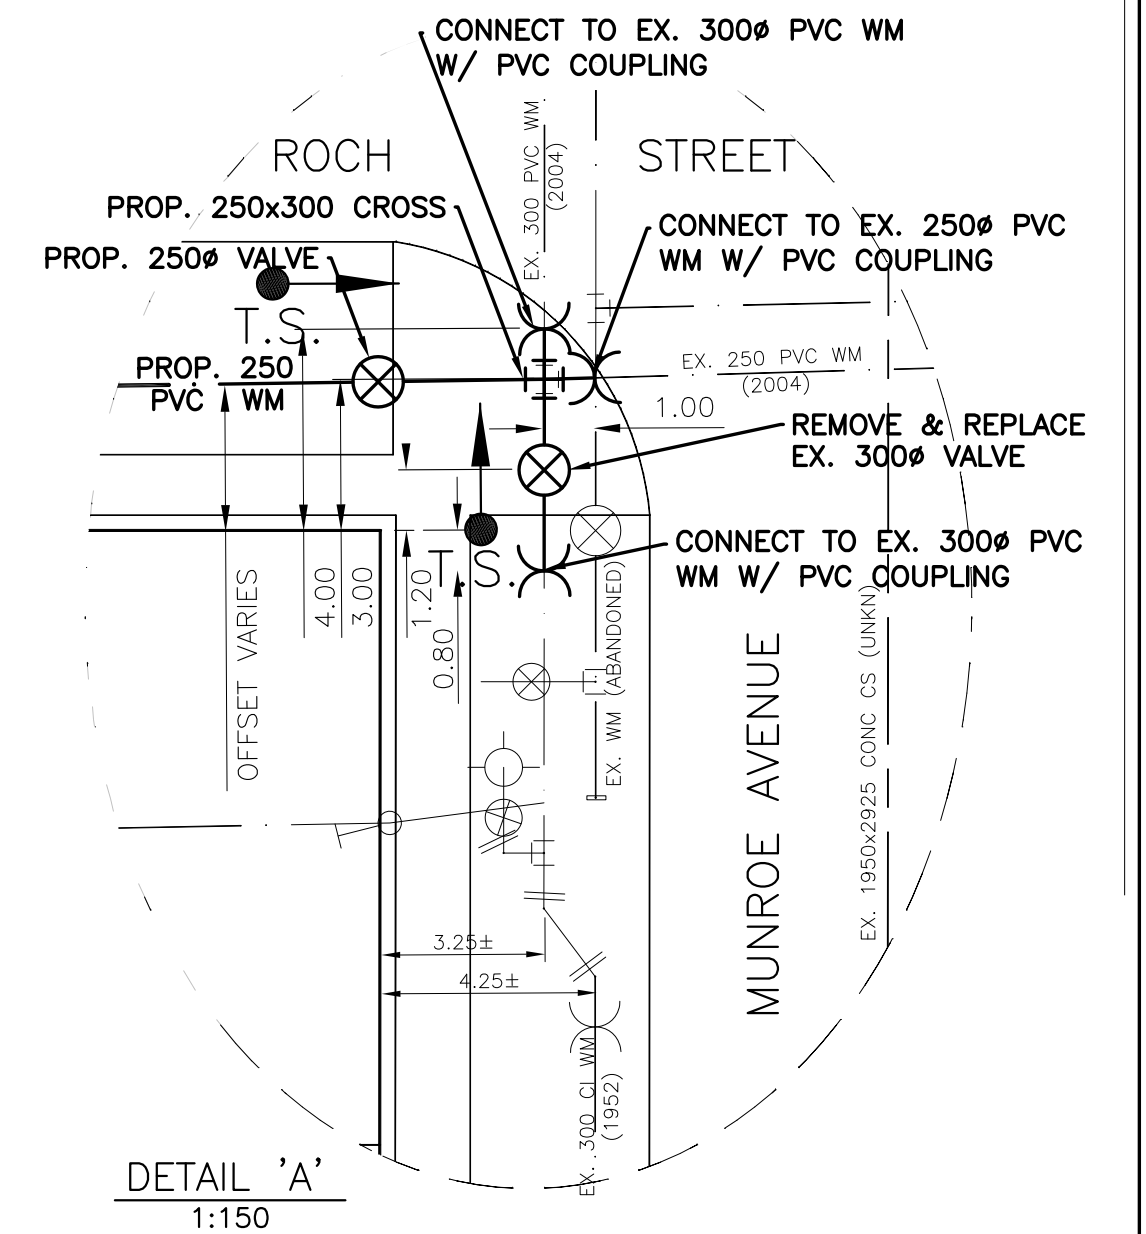 CONNECT TO EX. 300ø PVC WM
W/ PVC COUPLING
EX. 300 PVC WM
(2004)
ROCH STREET
PROP. 250x300 CROSS
CONNECT TO EX. 250ø PVC
WM W/ PVC COUPLING
PROP. 250ø VALVE
T.S.
PROP. 250
PVC WM
EX. 250 PVC WM
(2004)
1.00
REMOVE & REPLACE
EX. 300ø VALVE
CONNECT TO EX. 300ø PVC
WM W/ PVC COUPLING
T.S.
OFFSET VARIES
4.00
3.00
1.20
0.80
EX. WM (ABANDONED)
MUNROE AVENUE
EX. 1950x2925 CONC CS (UNKN)
3.25±
4.25±
EX. 300 CI WM
(1952)
DETAIL 'A'
1:150